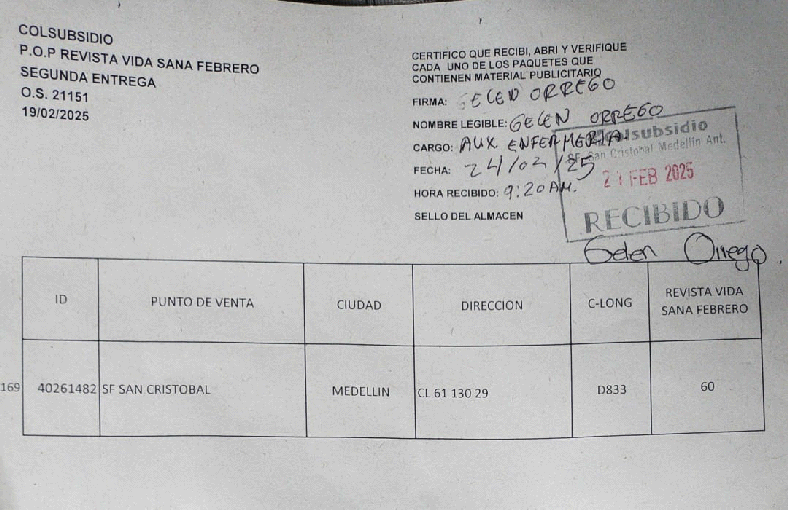 COLSUBSIDIO
P.O.P REVISTA VIDA SANA FEBRERO
SEGUNDA ENTREGA
O.S. 21151
19/02/2025
CERTIFICO QUE RECIBI, ABRI Y VERIFIQUE
CADA UNO DE LOS PAQUETES QUE
CONTIENEN MATERIAL PUBLICITARIO
FIRMA: GELEN ORREGO
NOMBRE LEGIBLE: GELEN ORREGO
CARGO: AUX ENFERMERIA
FECHA: 24/02/25
HORA RECIBIDO: 9:20 AM.
SELLO DEL ALMACEN
Colsubsidio
SF San Cristobal Medellin Ant.
FEB 2025
RECIBIDO
Gelen Orrego.
ID PUNTO DE VENTA CIUDAD DIRECCION C-LONG REVISTA VIDA
SANA FEBRERO
169 40261482 SF SAN CRISTOBAL MEDELLIN CL 61 130 29 D833 60